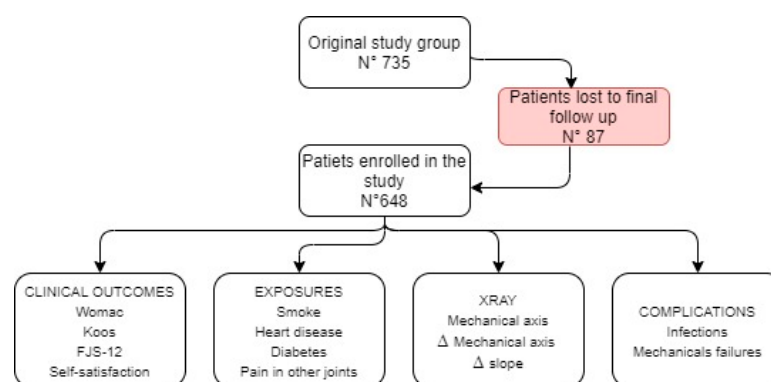 Original study group
N° 735
Patients lost to final
follow up
N° 87
Patiets enrolled in the
study
N°648
CLINICAL OUTCOMES
Womac
Koos
FJS-12
Self-satisfaction
EXPOSURES
Smoke
Heart disease
Diabetes
Pain in other joints
XRAY
Mechanical axis
Δ Mechanical axis
Δ slope
COMPLICATIONS
Infections
Mechanicals failures